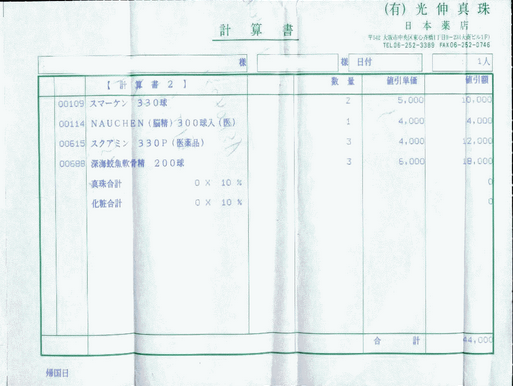 計算書
(有)光伸真珠
日本薬店
TEL06-252-3389 FAX06-252-0746
様 様 日付 1人
【計算書2】 数量 値引単価 値引額
00109 スマーケン 330球 2 5,000 10,000
00114 NAUCHEN(脳精)300球入(医) 1 4,000 4,000
00615 スクアミン 330P(医薬品) 3 4,000 12,000
00688 深海鮫魚軟骨精 200球 3 6,000 18,000
真珠合計 0 X 10 % 0
化粧合計 0 X 10 % 0
合計 44,000
帰国日